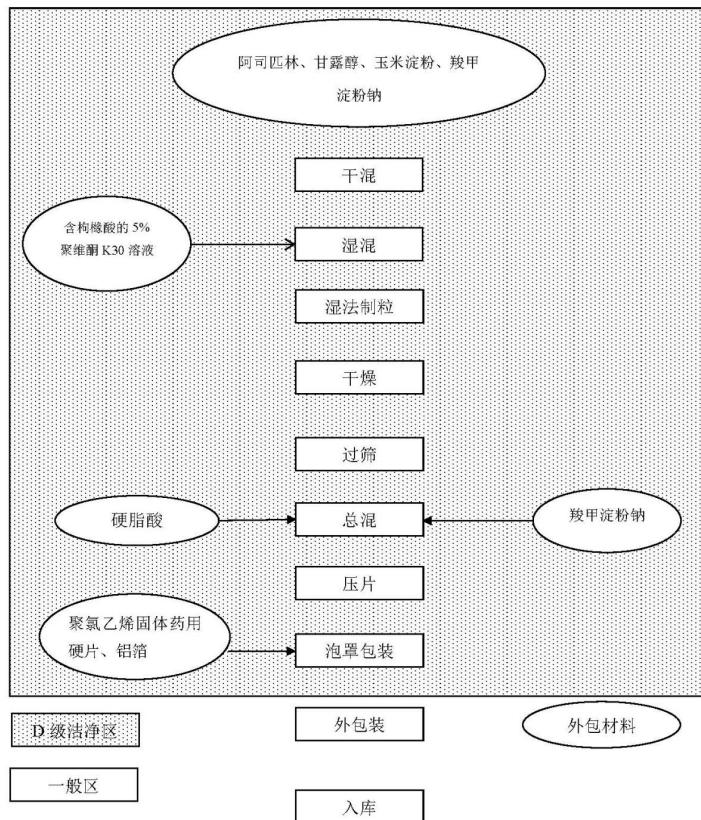 阿司匹林、甘露醇、玉米淀粉、羧甲
淀粉钠
干混
含枸橼酸的 5%
聚维酮 K30 溶液
湿混
湿法制粒
干燥
过筛
硬脂酸
总混
羧甲淀粉钠
压片
聚氯乙烯固体药用
硬片、铝箔
泡罩包装
D 级洁净区
外包装
外包材料
一般区
入库